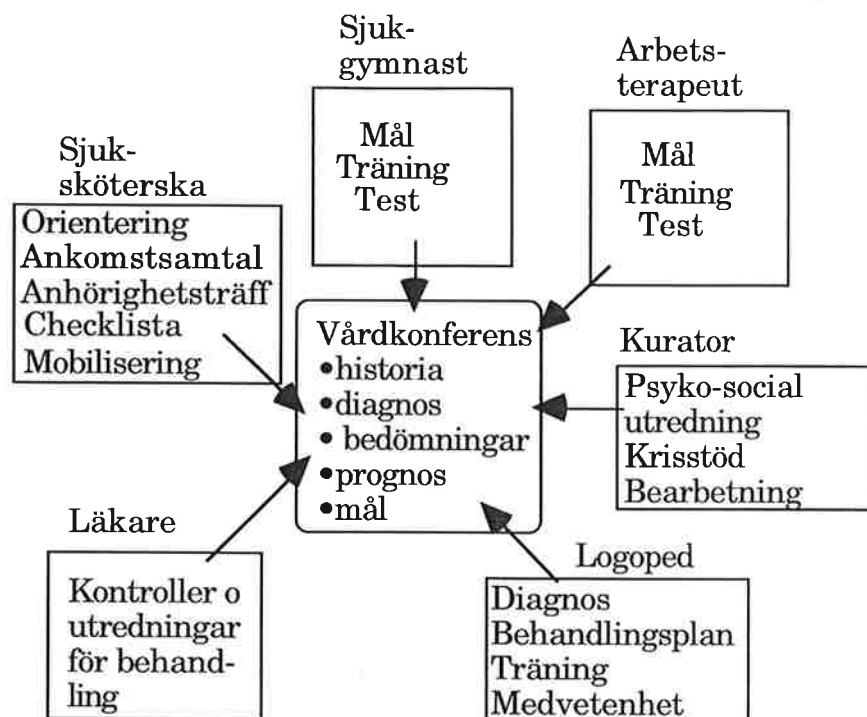 Sjuk-
gymnast
Mål
Träning
Test
Arbets-
terapeut
Mål
Träning
Test
Sjuk-
sköterska
Orientering
Ankomstsamtal
Anhörighetsträff
Checklista
Mobilisering
Vårdkonferens
•historia
•diagnos
• bedömningar
•prognos
•mål
Kurator
Psyko-social
utredning
Krisstöd
Bearbetning
Läkare
Kontroller o
utredningar
för behand-
ling
Logoped
Diagnos
Behandlingsplan
Träning
Medvetenhet